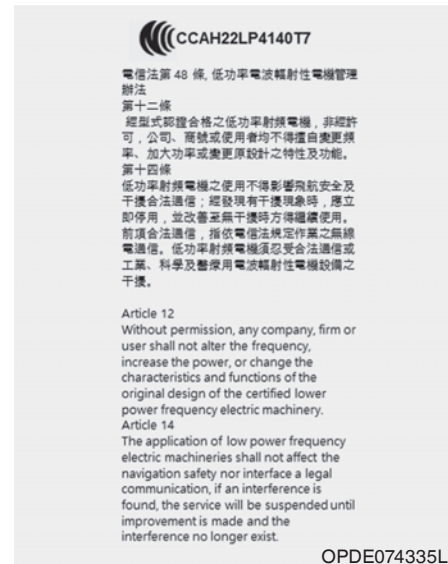 CCAH22LP4140T7
電信法第 48 條, 低功率電波輻射性電機管理
辦法
第十二條
經型式認證合格之低功率射頻電機，非經許
可，公司、商號或使用者均不得擅自變更頻
率、加大功率或變更原設計之特性及功能。
第十四條
低功率射頻電機之使用不得影響飛航安全及
干擾合法通信；經發現有干擾現象時，應立
即停用，並改善至無干擾時方得繼續使用。
前項合法通信，指依電信法規定作業之無線
電通信。低功率射頻電機須忍受合法通信或
工業、科學及醫療用電波輻射性電機設備之
干擾。
Article 12
Without permission, any company, firm or
user shall not alter the frequency,
increase the power, or change the
characteristics and functions of the
original design of the certified lower
power frequency electric machinery.
Article 14
The application of low power frequency
electric machineries shall not affect the
navigation safety nor interface a legal
communication, if an interference is
found, the service will be suspended until
improvement is made and the
interference no longer exist.
OPDE074335L